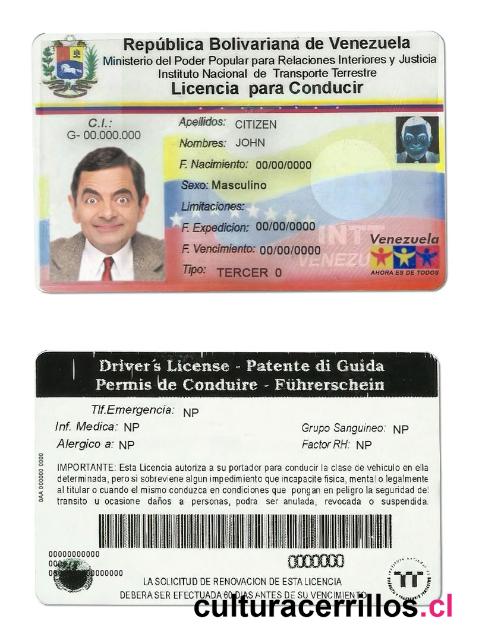 República Bolivariana de Venezuela
Ministerio del Poder Popular para Relaciones Interiores y Justicia
Instituto Nacional de Transporte Terrestre
Licencia para Conducir
C.I.:
G- 00.000.000
Apellidos: CITIZEN
Nombres: JOHN
F. Nacimiento: 00/00/0000
Sexo: Masculino
Limitaciones:
F. Expedicion: 00/00/0000
F. Vencimiento: 00/00/0000
Tipo: TERCER 0
INTT
VENEZU
Venezuela
AHORA ES DE TODOS
Driver's License - Patente di Guida
Permis de Conduire - Führerschein
Tlf.Emergencia: NP
Inf. Medica: NP
Grupo Sanguineo: NP
Alergico a: NP
Factor RH: NP
0AA 000000 0000
IMPORTANTE: Esta Licencia autoriza a su portador para conducir la clase de vehiculo en ella
determinada, pero si sobreviene algun impedimento que incapacite fisica, mental o legalmente
al titular o cuando el mismo conduzca en condiciones que pongan en peligro la seguridad del
transito u ocasione daños a personas, podra ser anulada, revocada o suspendida.
00000000000
0000000
LA SOLICITUD DE RENOVACION DE ESTA LICENCIA
DEBERA SER EFECTUADA 60 DIAS ANTES DE SU VENCIMIENTO
culturacerrillos.cl